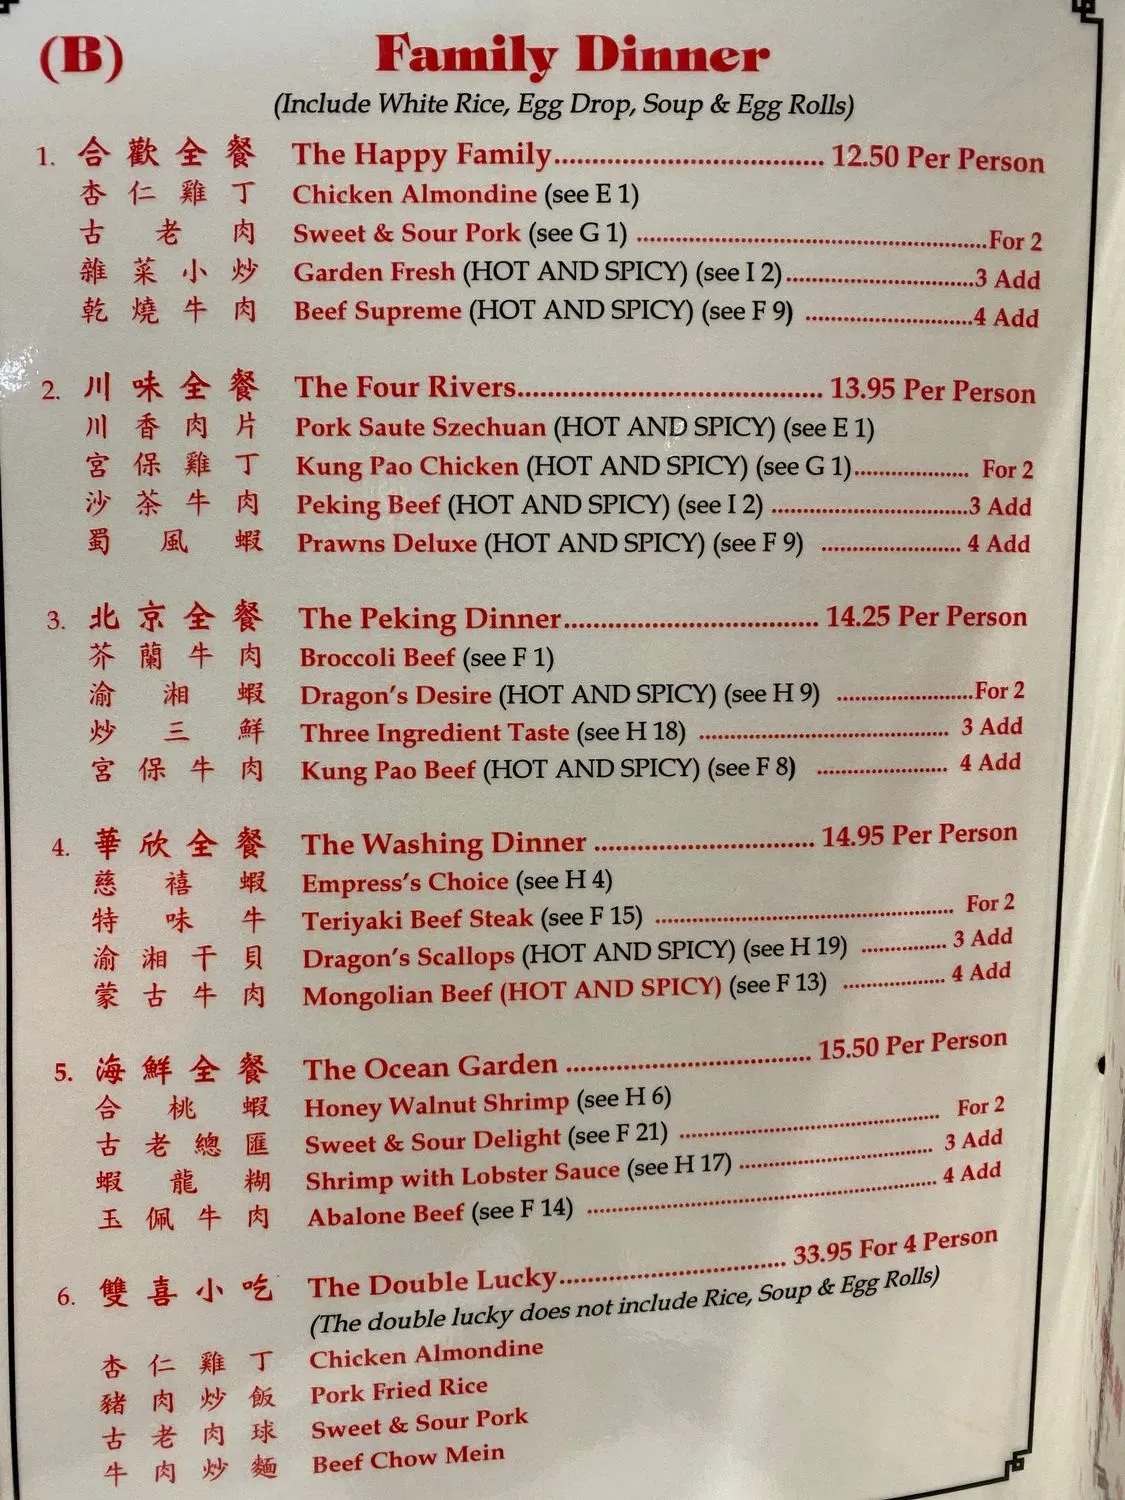 (B) Family Dinner
(Include White Rice, Egg Drop, Soup & Egg Rolls)
1. 合歡全餐 The Happy Family.......... 12.50 Per Person
杏仁雞丁 Chicken Almondine (see E 1)
古老肉 Sweet & Sour Pork (see G 1) ..........For 2
雜菜小炒 Garden Fresh (HOT AND SPICY) (see I 2)..........3 Add
乾燒牛肉 Beef Supreme (HOT AND SPICY) (see F 9) ..........4 Add
2. 川味全餐 The Four Rivers.......... 13.95 Per Person
川香肉片 Pork Saute Szechuan (HOT AND SPICY) (see E 1)
宮保雞丁 Kung Pao Chicken (HOT AND SPICY) (see G 1).......... For 2
沙茶牛肉 Peking Beef (HOT AND SPICY) (see I 2) ..........3 Add
蜀風蝦 Prawns Deluxe (HOT AND SPICY) (see F 9) .......... 4 Add
3. 北京全餐 The Peking Dinner.......... 14.25 Per Person
芥蘭牛肉 Broccoli Beef (see F 1)
渝湘蝦 Dragon's Desire (HOT AND SPICY) (see H 9) ..........For 2
炒三鮮 Three Ingredient Taste (see H 18) .......... 3 Add
宮保牛肉 Kung Pao Beef (HOT AND SPICY) (see F 8) .......... 4 Add
4. 華欣全餐 The Washing Dinner .......... 14.95 Per Person
慈禧蝦 Empress's Choice (see H 4)
特味牛 Teriyaki Beef Steak (see F 15) .......... For 2
渝湘干貝 Dragon's Scallops (HOT AND SPICY) (see H 19) .......... 3 Add
蒙古牛肉 Mongolian Beef (HOT AND SPICY) (see F 13) .......... 4 Add
5. 海鮮全餐 The Ocean Garden .......... 15.50 Per Person
合桃蝦 Honey Walnut Shrimp (see H 6)
古老總匯 Sweet & Sour Delight (see F 21) .......... For 2
蝦龍糊 Shrimp with Lobster Sauce (see H 17) .......... 3 Add
玉佩牛肉 Abalone Beef (see F 14) .......... 4 Add
6. 雙喜小吃 The Double Lucky.......... 33.95 For 4 Person
(The double lucky does not include Rice, Soup & Egg Rolls)
杏仁雞丁 Chicken Almondine
豬肉炒飯 Pork Fried Rice
古老肉球 Sweet & Sour Pork
牛肉炒麵 Beef Chow Mein